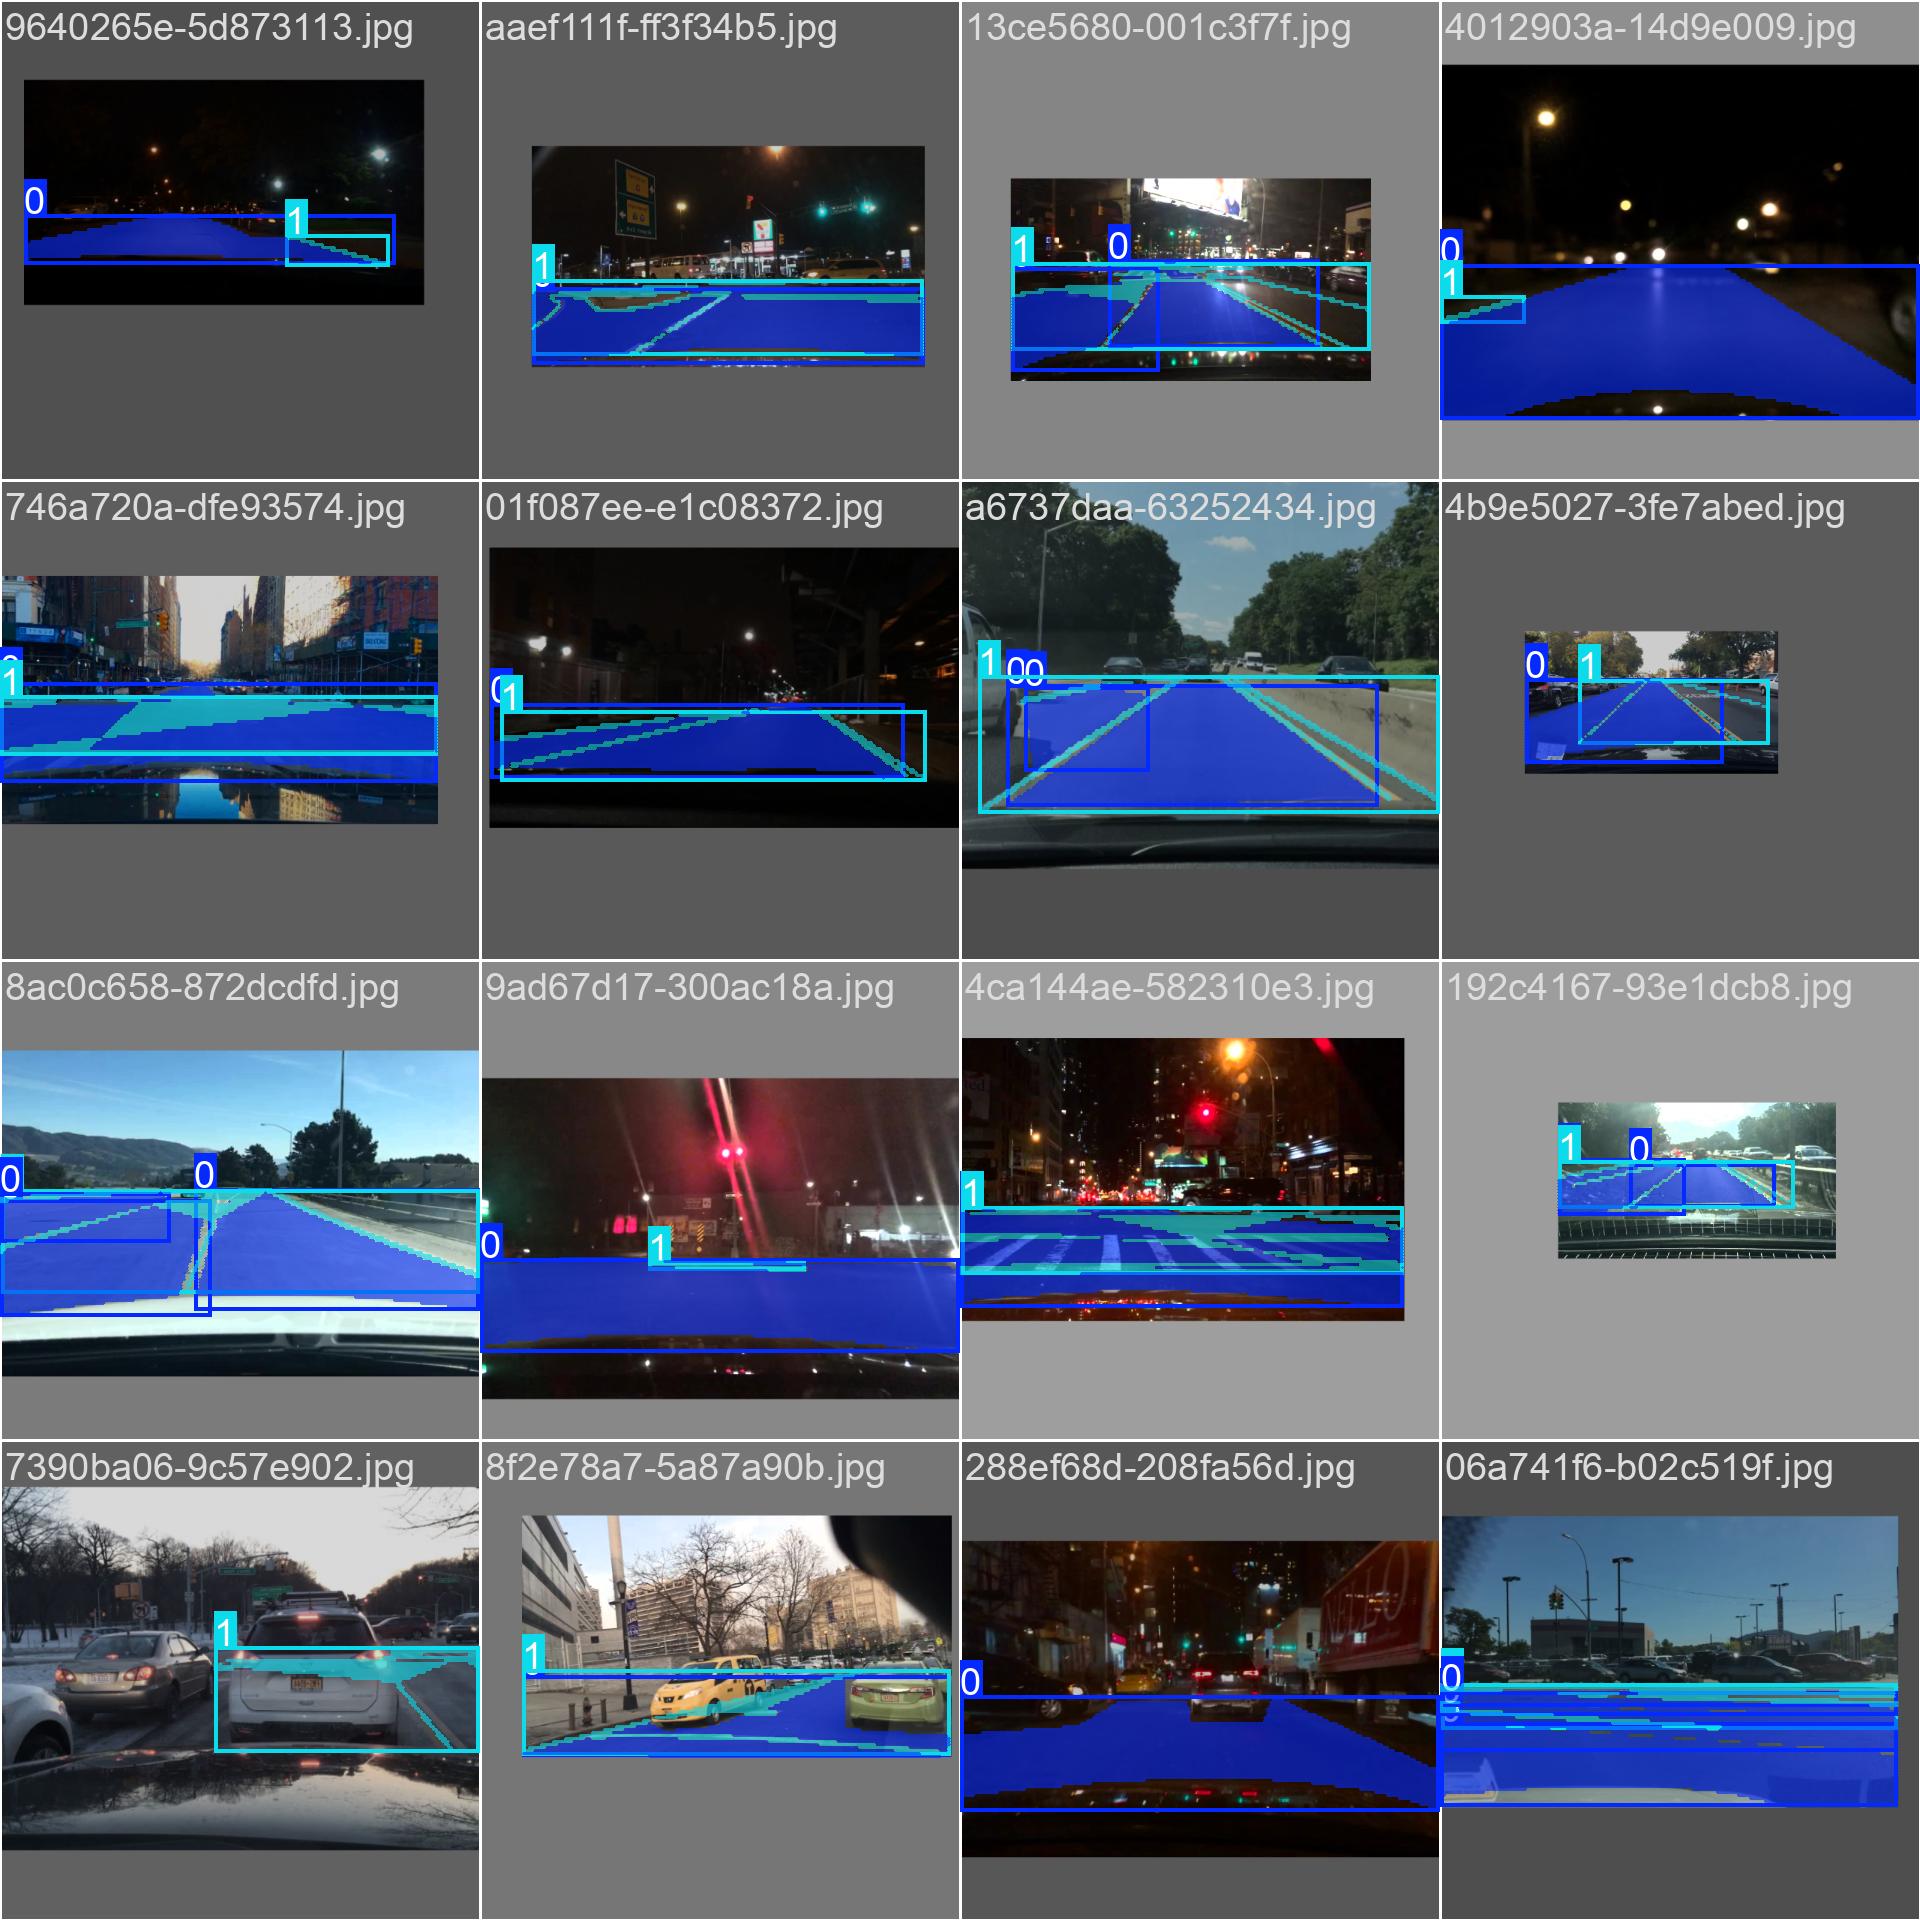 9640265e-5d873113.jpg
aaef111f-ff3f34b5.jpg
13ce5680-001c3f7f.jpg
4012903a-14d9e009.jpg
0
1
1
1
0
0
1
746a720a-dfe93574.jpg
01f087ee-e1c08372.jpg
a6737daa-63252434.jpg
4b9e5027-3fe7abed.jpg
1
0
1
1
0
0
0
1
8ac0c658-872dcdfd.jpg
9ad67d17-300ac18a.jpg
4ca144ae-582310e3.jpg
192c4167-93e1dcb8.jpg
0
0
0
1
1
1
0
7390ba06-9c57e902.jpg
8f2e78a7-5a87a90b.jpg
288ef68d-208fa56d.jpg
06a741f6-b02c519f.jpg
1
1
0
0